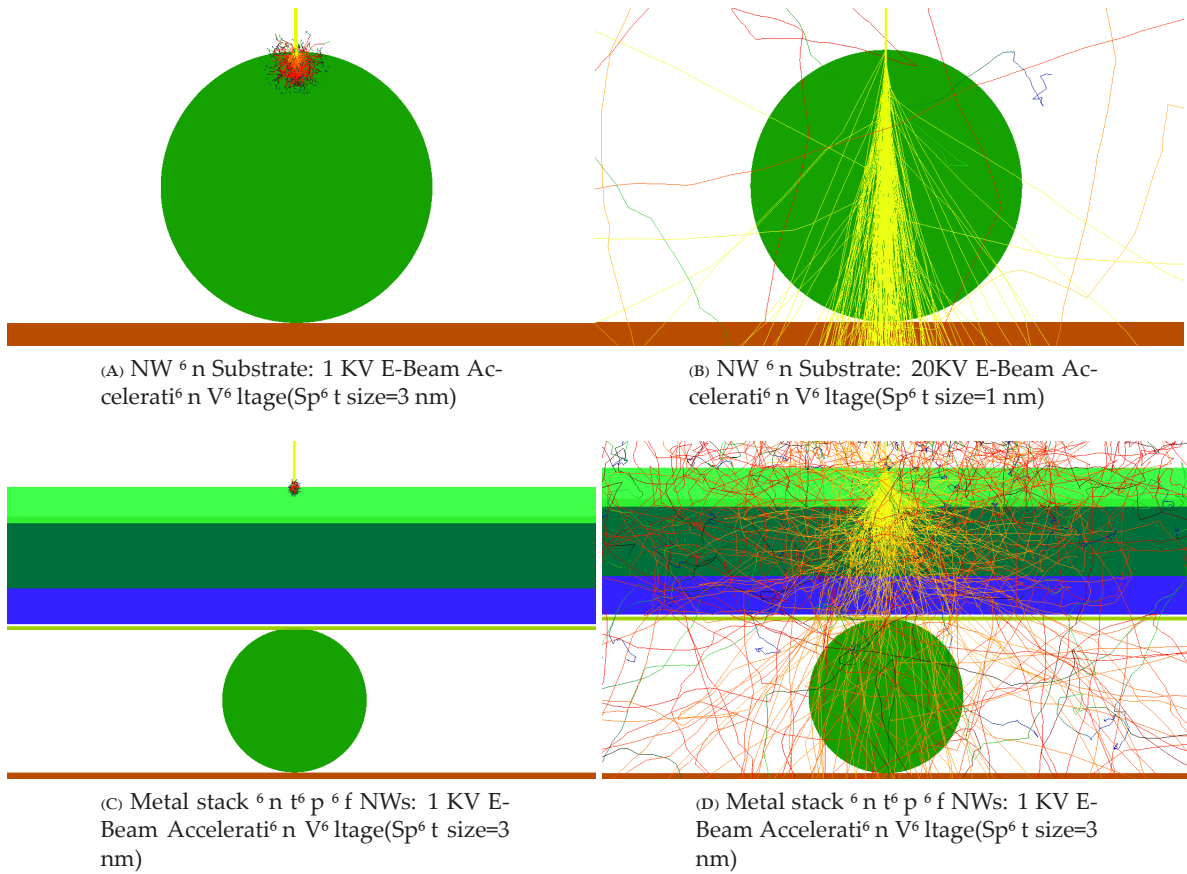 (A) NW ⁶ n Substrate: 1 KV E-Beam Ac-
celerati⁶ n V⁶ ltage(Sp⁶ t size=3 nm)
(B) NW ⁶ n Substrate: 20KV E-Beam Ac-
celerati⁶ n V⁶ ltage(Sp⁶ t size=1 nm)
(C) Metal stack ⁶ n t⁶ p ⁶ f NWs: 1 KV E-
Beam Accelerati⁶ n V⁶ ltage(Sp⁶ t size=3
nm)
(D) Metal stack ⁶ n t⁶ p ⁶ f NWs: 1 KV E-
Beam Accelerati⁶ n V⁶ ltage(Sp⁶ t size=3
nm)